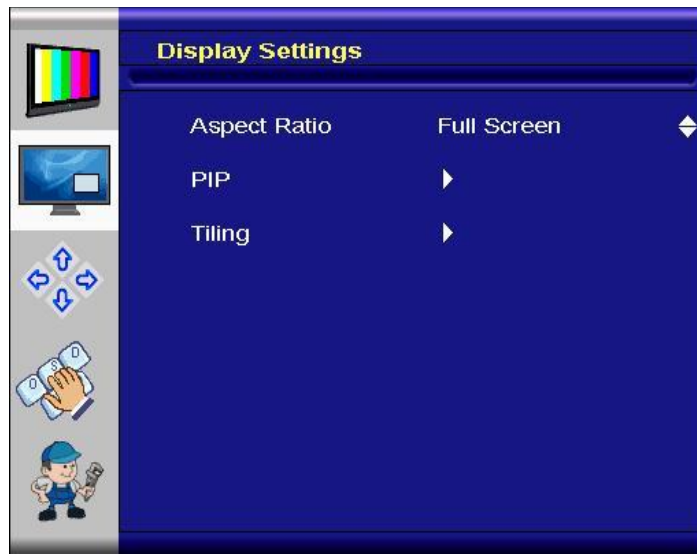 Display Settings
Aspect Ratio Full Screen
PIP
Tiling
O S D